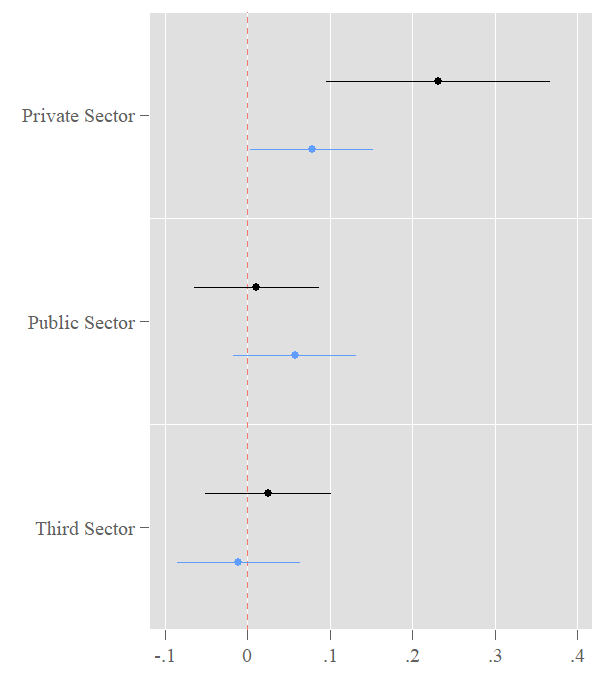 Private Sector
Public Sector
Third Sector
-.1 0 .1 .2 .3 .4